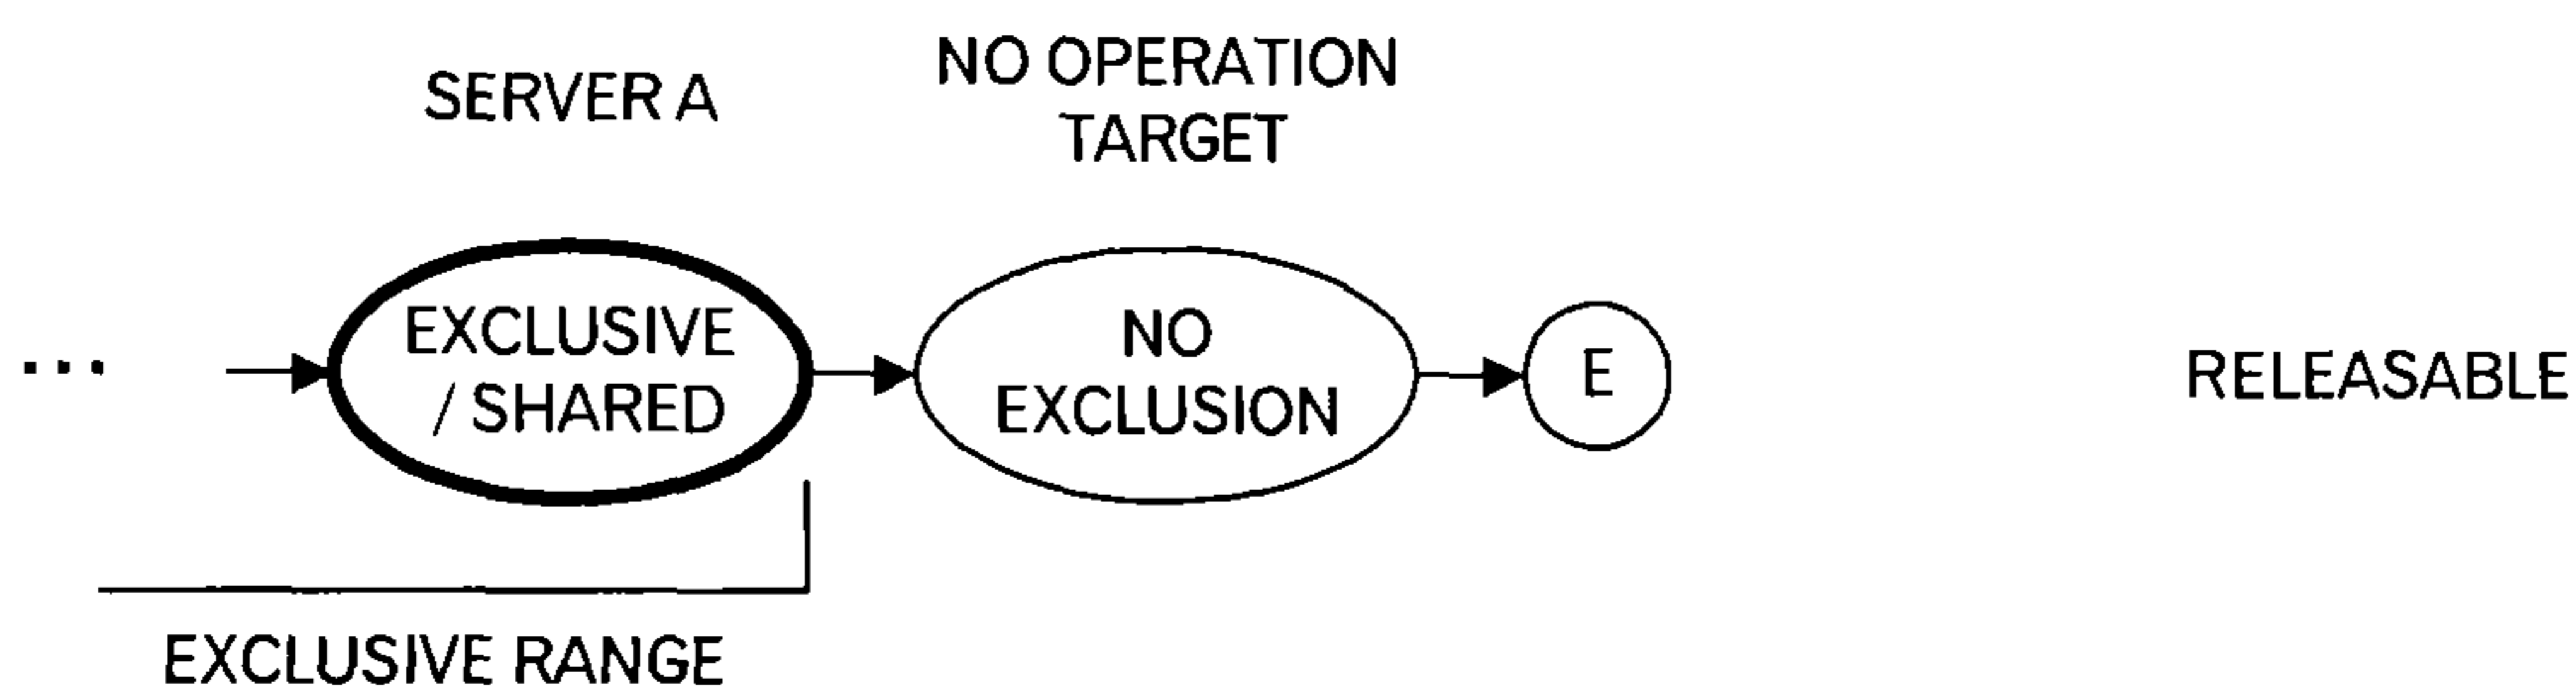 SERVER A
NO OPERATION
TARGET
...
EXCLUSIVE
/ SHARED
NO
EXCLUSION
E
RELEASABLE
EXCLUSIVE RANGE